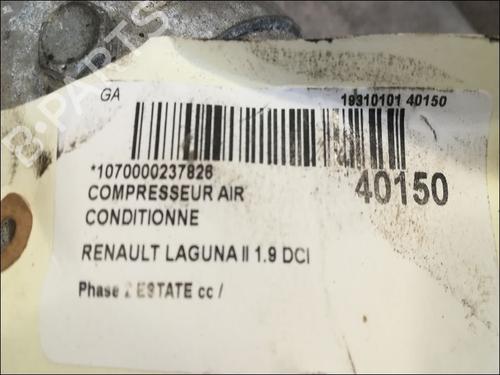 B-PARTS
GA
19310101 40150
*1070000237826
40150
COMPRESSEUR AIR
CONDITIONNE
RENAULT LAGUNA II 1.9 DCI
Phase 2 ESTATE cc /